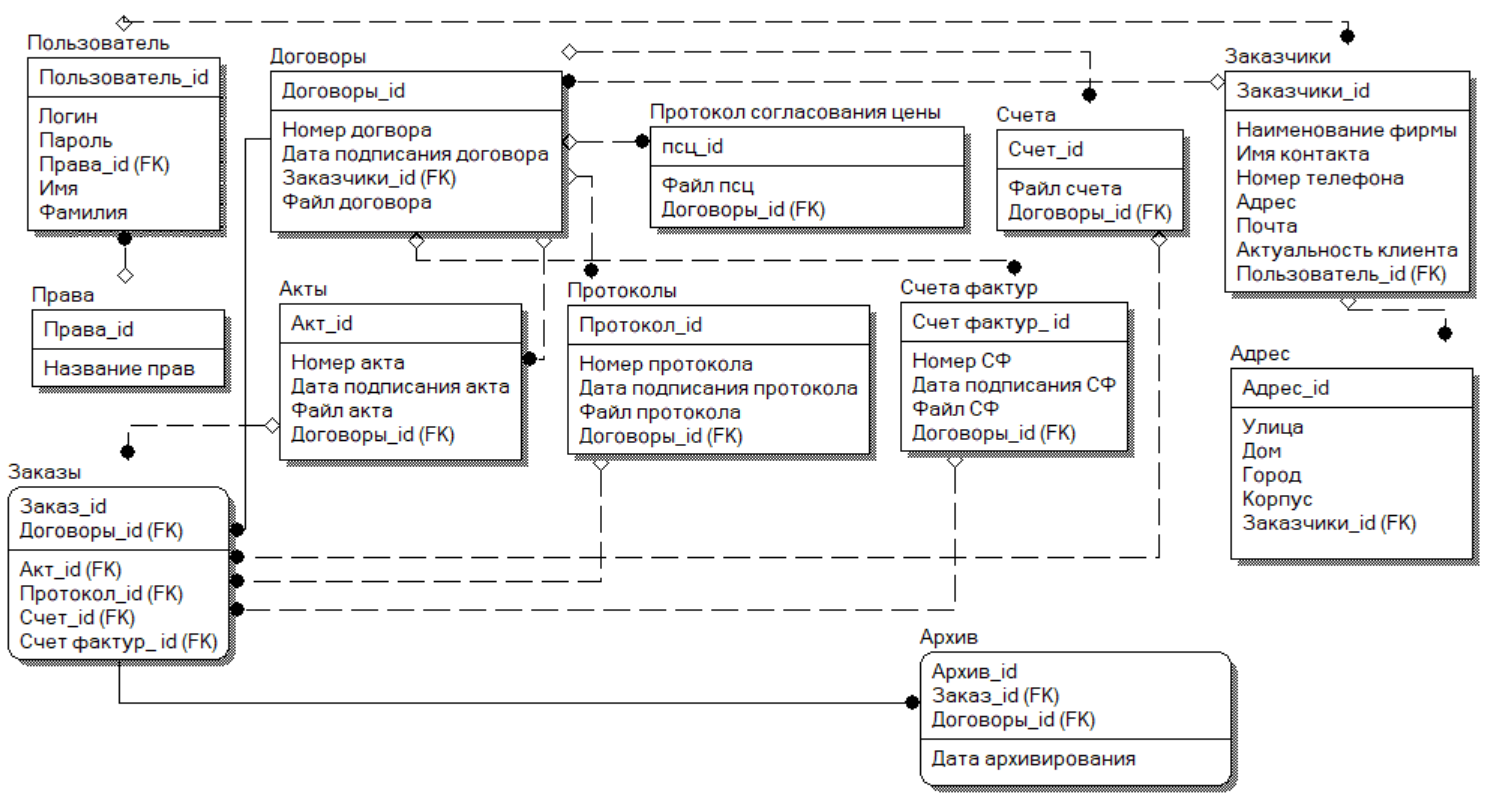 Пользователь
Пользователь_id
Логин
Пароль
Права_id (FK)
Имя
Фамилия
Договоры
Договоры_id
Номер догвора
Дата подписания договора
Заказчики_id (FK)
Файл договора
Протокол согласования цены
псц_id
Файл псц
Договоры_id (FK)
Счета
Счет_id
Файл счета
Договоры_id (FK)
Заказчики
Заказчики_id
Наименование фирмы
Имя контакта
Номер телефона
Адрес
Почта
Актуальность клиента
Пользователь_id (FK)
Права
Права_id
Название прав
Акты
Акт_id
Номер акта
Дата подписания акта
Файл акта
Договоры_id (FK)
Протоколы
Протокол_id
Номер протокола
Дата подписания протокола
Файл протокола
Договоры_id (FK)
Счета фактур
Счет фактур_ id
Номер СФ
Дата подписания СФ
Файл СФ
Договоры_id (FK)
Адрес
Адрес_id
Улица
Дом
Город
Корпус
Заказчики_id (FK)
Заказы
Заказ_id
Договоры_id (FK)
Акт_id (FK)
Протокол_id (FK)
Счет_id (FK)
Счет фактур_ id (FK)
Архив
Архив_id
Заказ_id (FK)
Договоры_id (FK)
Дата архивирования